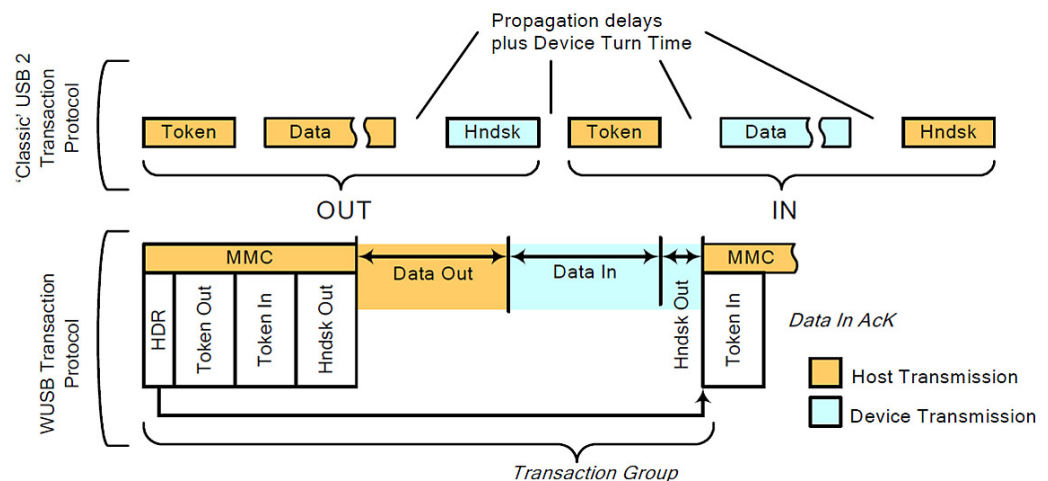 Propagation delays
plus Device Turn Time
'Classic' USB 2
Transaction
Protocol
Token
Data
Hndsk
Token
Data
Hndsk
OUT
IN
WUSB Transaction
Protocol
MMC
Data Out
Data In
MMC
HDR
Token Out
Token In
Hndsk Out
Hndsk Out
Token In
Data In AcK
Host Transmission
Device Transmission
Transaction Group